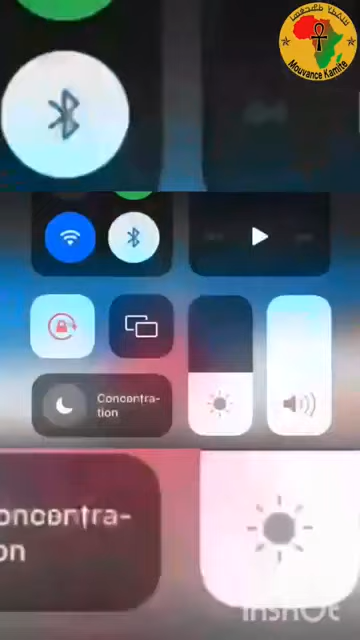 Mouvance Kamite
Concentra-
tion
oncentra-
on
InShOt